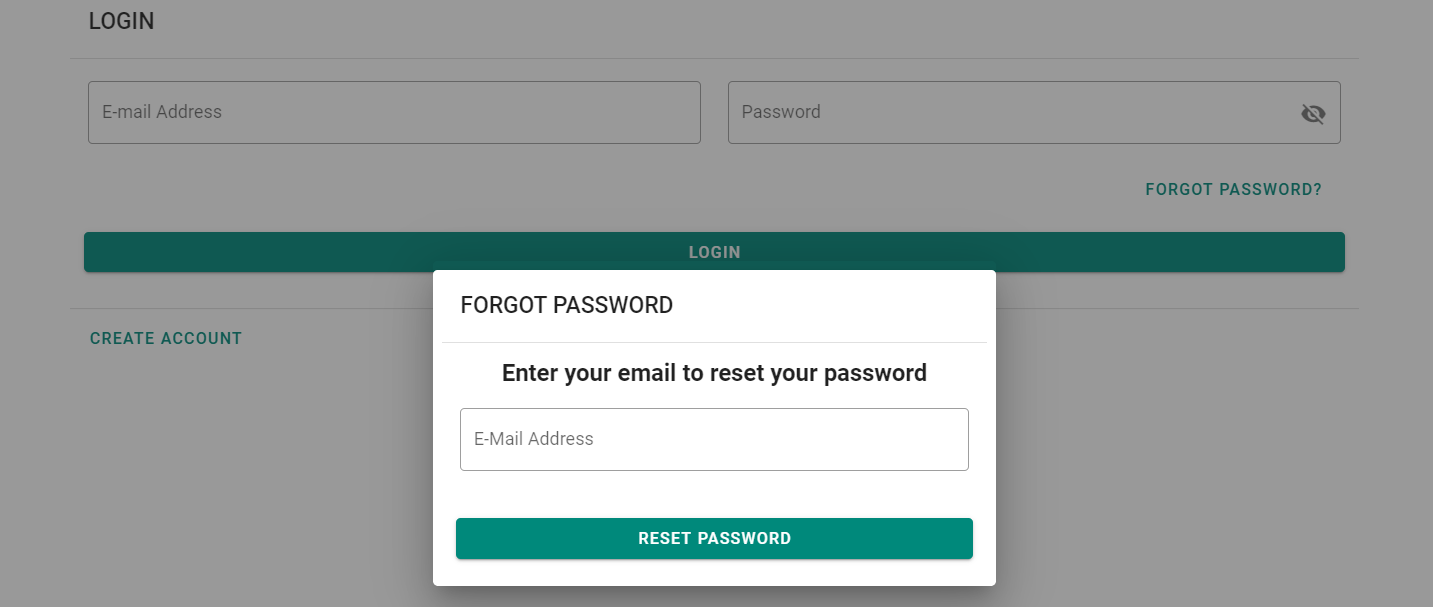 LOGIN
E-mail Address
Password
FORGOT PASSWORD?
LOGIN
CREATE ACCOUNT
FORGOT PASSWORD
Enter your email to reset your password
E-Mail Address
RESET PASSWORD